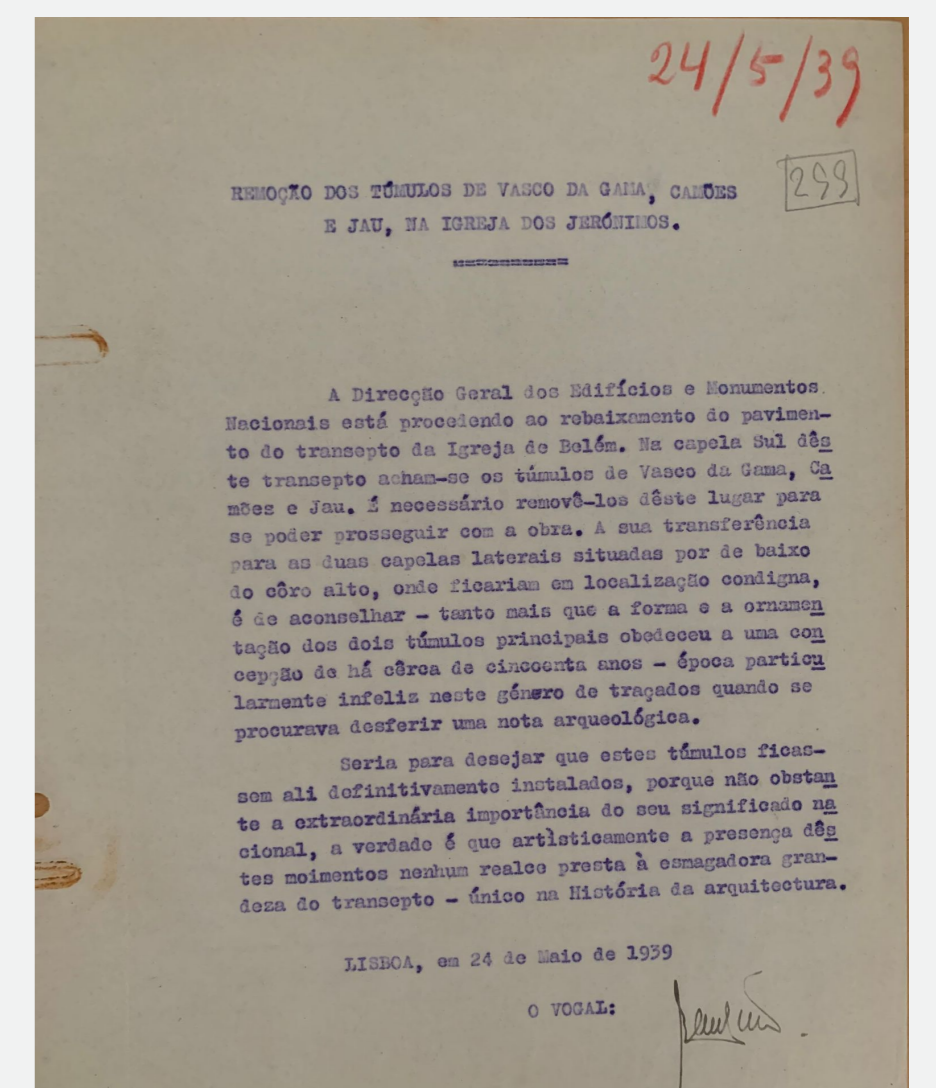 24/5/39
299
REMOÇÃO DOS TÚMULOS DE VASCO DA GAMA, CAMÕES
E JAU, NA IGREJA DOS JERÓNIMOS.
A Direcção Geral dos Edifícios e Monumentos
Nacionais está procedendo ao rebaixamento do pavimen-
to do transepto da Igreja de Belém. Na capela Sul dês
te transepto acham-se os túmulos de Vasco da Gama, Ca
mões e Jau. É necessário removê-los dêste lugar para
se poder prosseguir com a obra. A sua transferência
para as duas capelas laterais situadas por de baixo
do côro alto, onde ficariam em localização condigna,
é de aconselhar - tanto mais que a forma e a ornamen
tação dos dois túmulos principais obedeceu a uma con
cepção de há cêrca de cincoenta anos - época particu
larmente infeliz neste género de traçados quando se
procurava desferir uma nota arqueológica.
Seria para desejar que estes túmulos ficas-
sem ali definitivamente instalados, porque não obstan
te a extraordinária importância do seu significado na
cional, a verdade é que artìsticamente a presença dês
tes moimentos nenhum realce presta à esmagadora gran-
deza do transepto - único na História da arquitectura.
LISBOA, em 24 de Maio de 1939
O VOGAL: